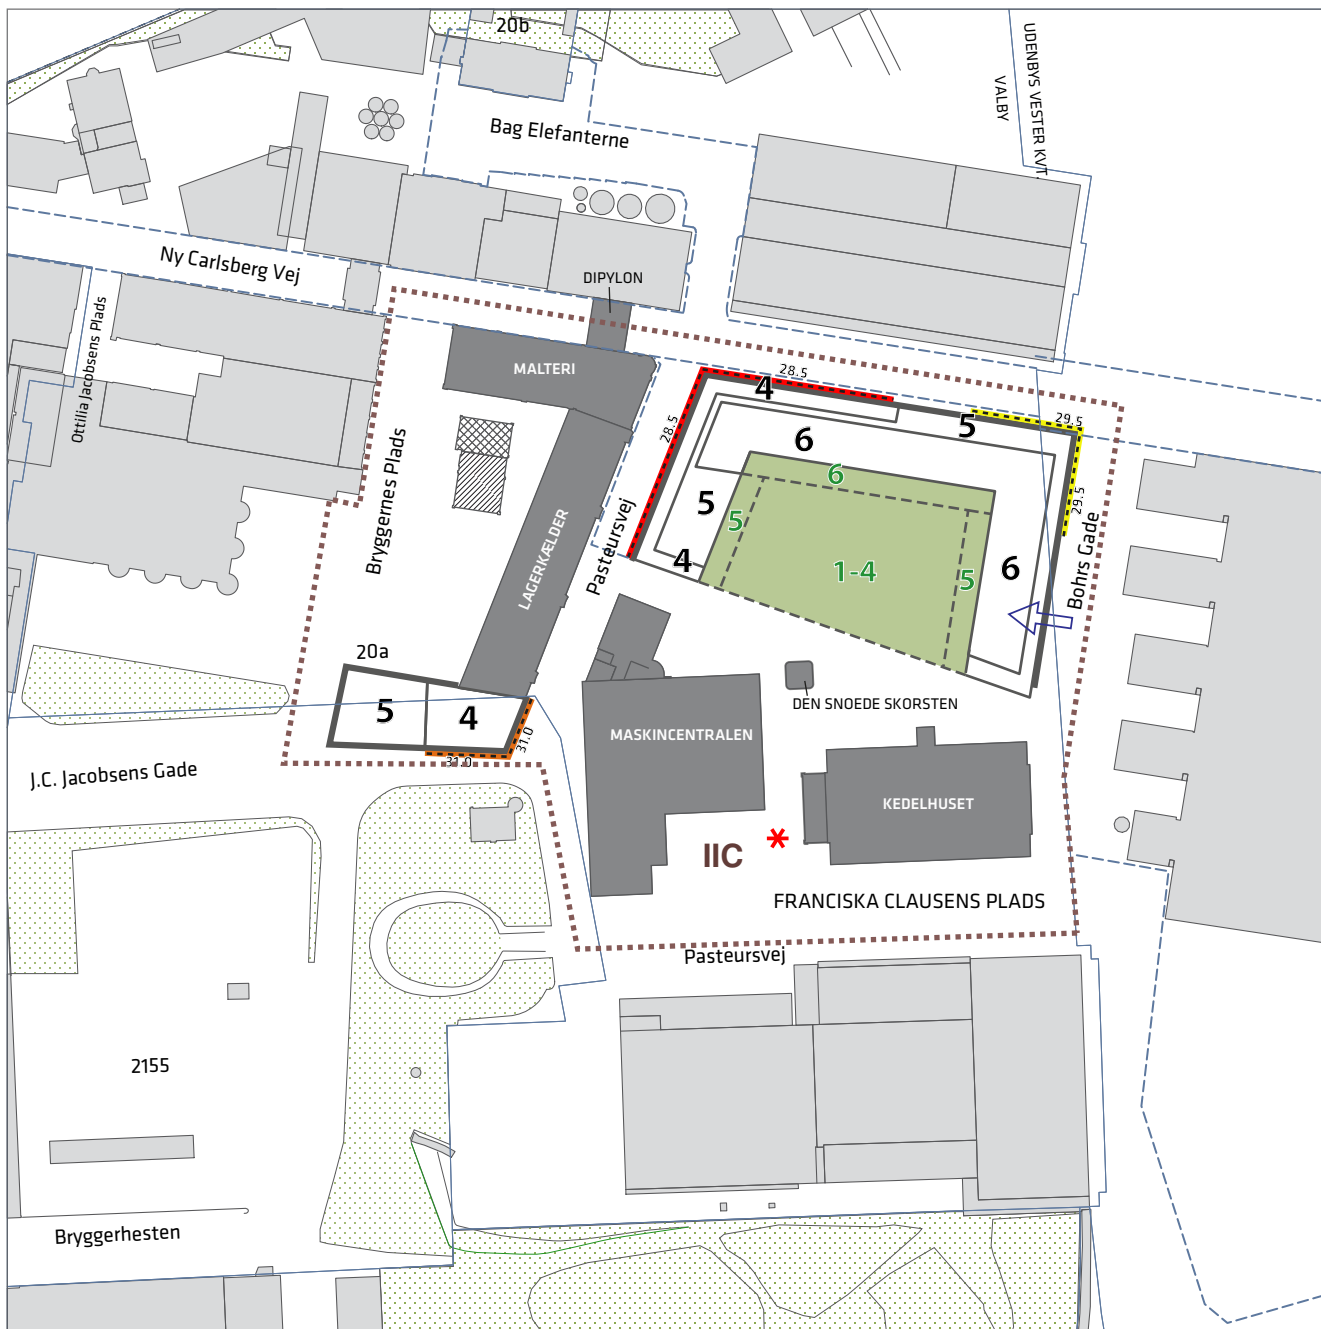 20b
UDENBYS VESTER KVT.
VALBY
Bag Elefanterne
Ny Carlsberg Vej
DIPYLON
Ottilia Jacobsens Plads
MALTERI
28.5
4
28.5
5
29.5
6
6
29.5
Bryggernes Plads
5
5
LAGERKÆLDER
Pasteursvej
4
1-4
5
6
Bohrs Gade
20a
5
4
31.0
31.0
DEN SNOEDE SKORSTEN
MASKINCENTRALEN
J.C. Jacobsens Gade
KEDELHUSET
IIC
*
FRANCISKA CLAUSENS PLADS
Pasteursvej
2155
Bryggerhesten